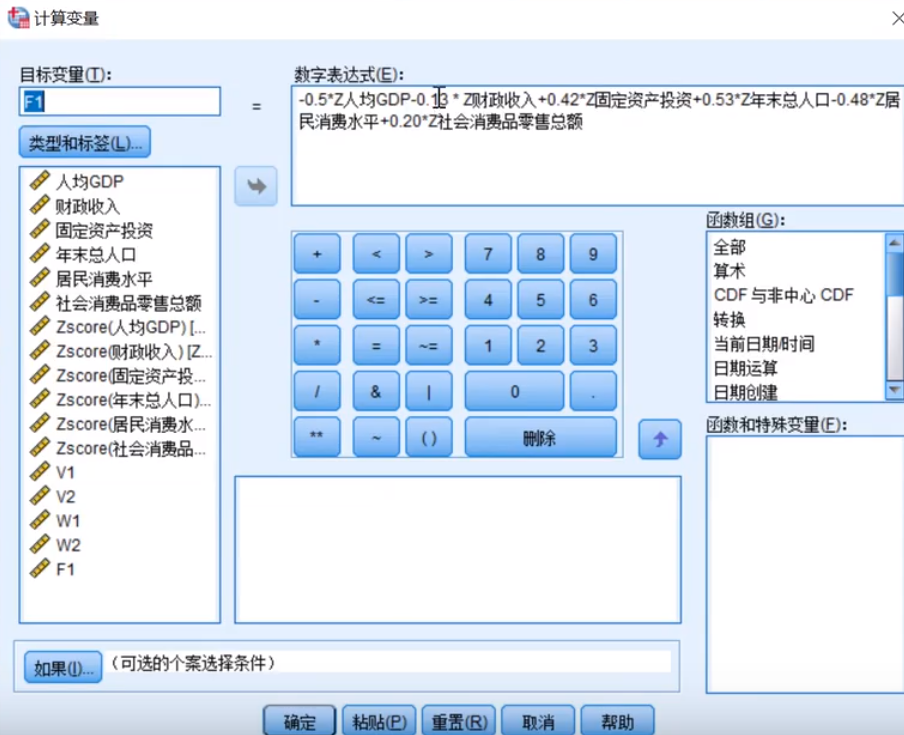 计算变量
目标变量(T):
F1
=
类型和标签(L)...
数字表达式(E):
-0.5*Z人均GDP-0.13 * Z财政收入+0.42*Z固定资产投资+0.53*Z年末总人口-0.48*Z居
民消费水平+0.20*Z社会消费品零售总额
人均GDP
财政收入
固定资产投资
年末总人口
居民消费水平
社会消费品零售总额
Zscore(人均GDP) [...
Zscore(财政收入) [Z...
Zscore(固定资产投...
Zscore(年末总人口)...
Zscore(居民消费水...
Zscore(社会消费品...
V1
V2
W1
W2
F1
+ < > 7 8 9
- <= >= 4 5 6
* = ~= 1 2 3
/ & | 0 .
** ~ ( ) 删除
函数组(G):
全部
算术
CDF 与非中心 CDF
转换
当前日期/时间
日期运算
日期创建
函数和特殊变量(F):
如果(I)...
(可选的个案选择条件)
确定 粘贴(P) 重置(R) 取消 帮助